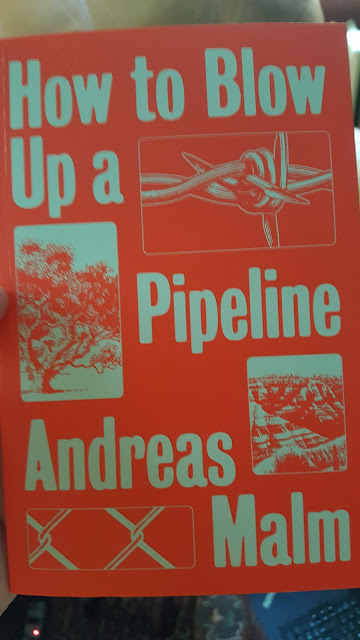 How to Blow
Up a
Pipeline
Andreas
Malm